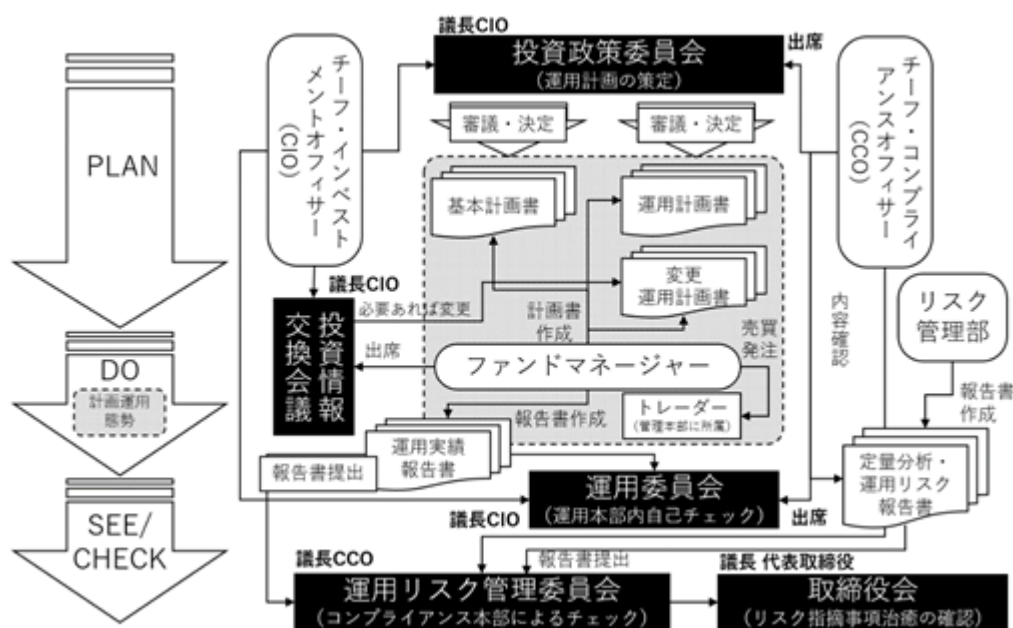 議長CIO
投資政策委員会
(運用計画の策定)
出席
チーフ・インベスト
メントオフィサー
(CIO)
チーフ・コンプライ
アンスオフィサー
(CCO)
審議・決定
審議・決定
PLAN
基本計画書
運用計画書
変更
運用計画書
議長CIO
必要あれば変更
投資情報
交換会議
出席
計画書
作成
売買
発注
内容確認
リスク
管理部
DO
計画運用
態勢
ファンドマネージャー
報告書作成
トレーダー
(管理本部に所属)
報告書
作成
運用実績
報告書
報告書提出
定量分析・
運用リスク
報告書
SEE/
CHECK
運用委員会
(運用本部内自己チェック)
議長CIO
出席
報告書提出
議長CCO
運用リスク管理委員会
(コンプライアンス本部によるチェック)
議長 代表取締役
取締役会
(リスク指摘事項治癒の確認)